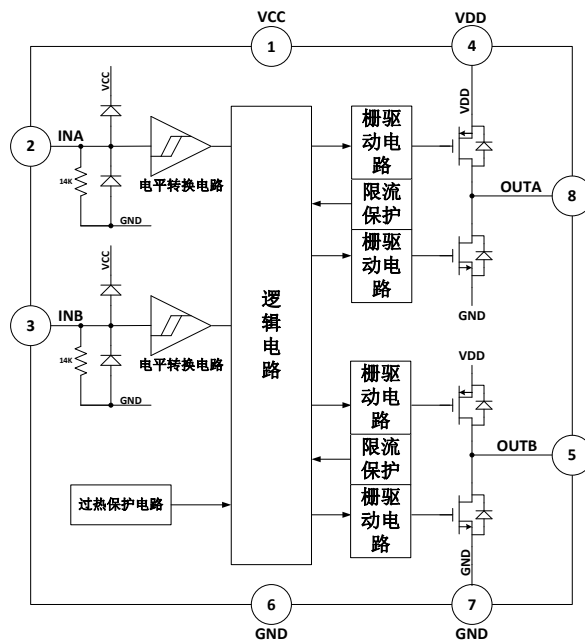 VCC
VDD
1
4
VCC
VDD
2
INA
14K
GND
电平转换电路
栅驱
动电
路
限流
保护
栅驱
动电
路
OUTA
8
GND
VCC
3
INB
14K
GND
电平转换电路
逻
辑
电
路
VDD
栅驱
动电
路
限流
保护
栅驱
动电
路
OUTB
5
过热保护电路
GND
6
7
GND
GND